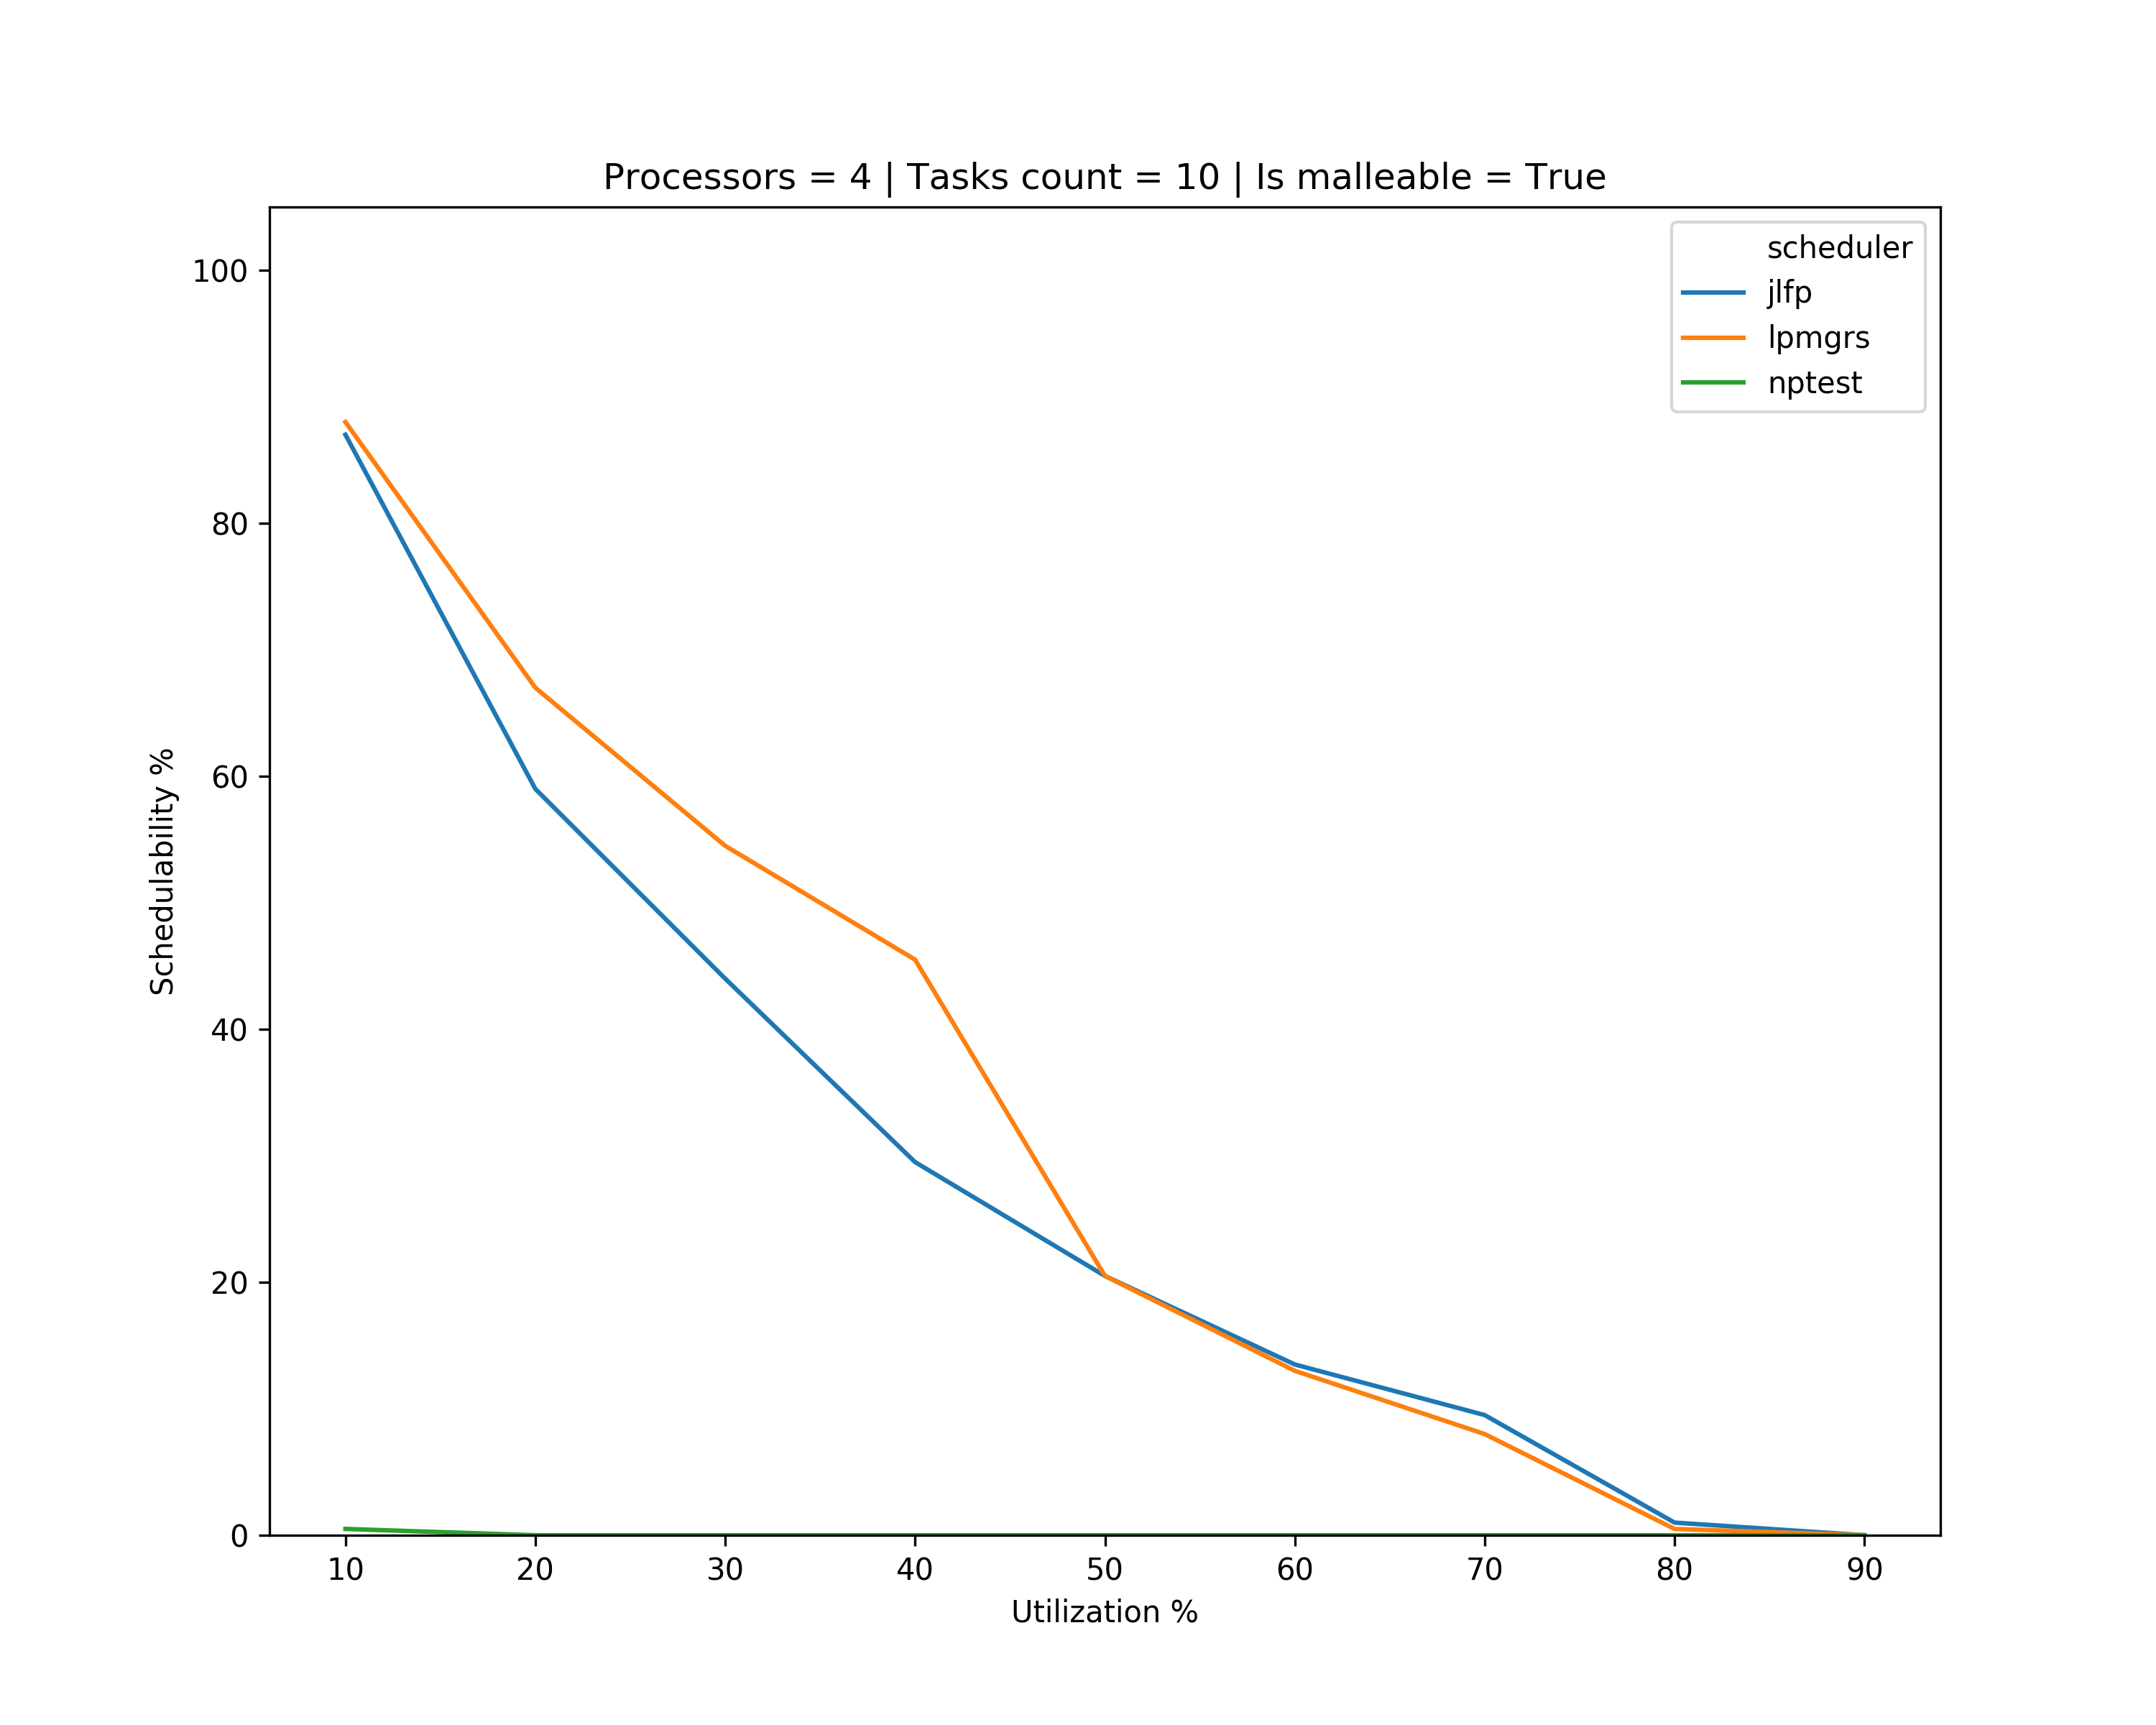 Processors = 4 | Tasks count = 10 | Is malleable = True
scheduler
jlfp
lpmgrs
nptest
100
80
60
40
20
0
Schedulability %
10 20 30 40 50 60 70 80 90
Utilization %